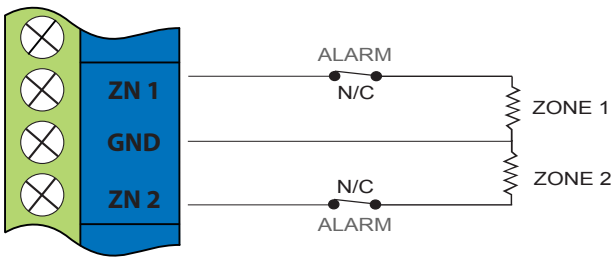 ALARM
ZN 1
N/C
ZONE 1
GND
ZONE 2
N/C
ZN 2
ALARM